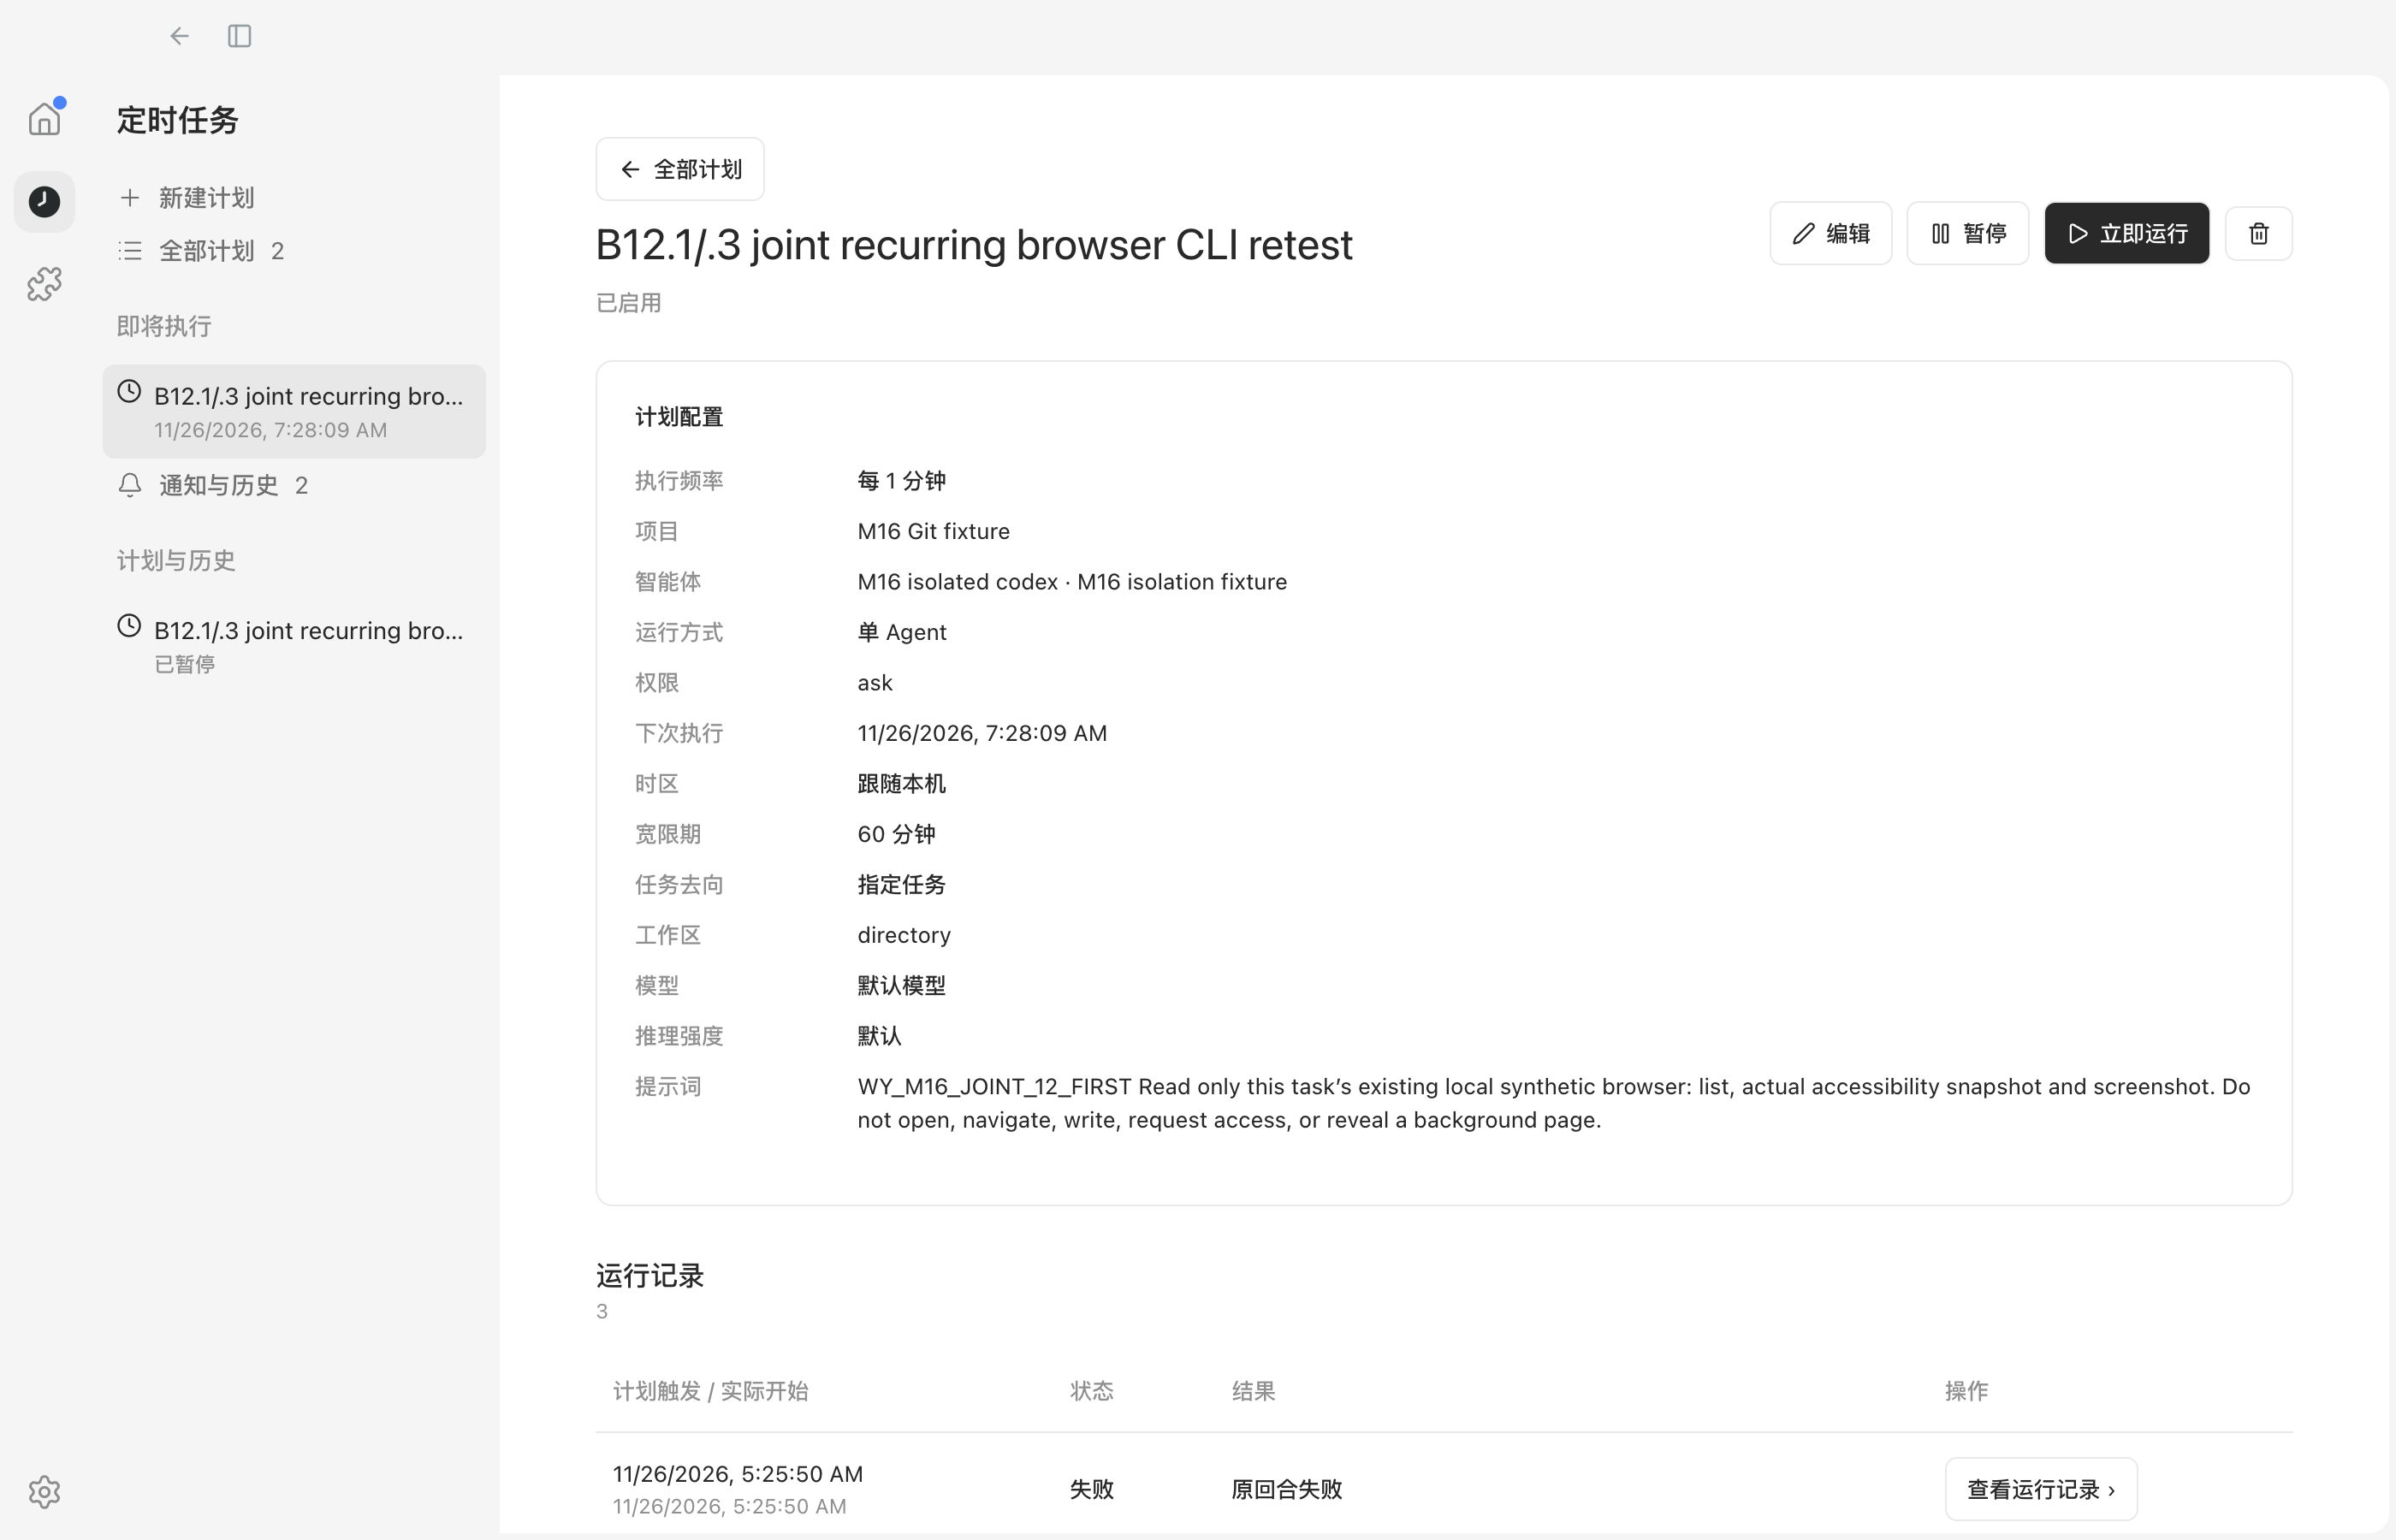 定时任务
新建计划
全部计划 2
即将执行
B12.1/.3 joint recurring bro...
11/26/2026, 7:28:09 AM
通知与历史 2
计划与历史
B12.1/.3 joint recurring bro...
已暂停
全部计划
B12.1/.3 joint recurring browser CLI retest
已启用
编辑
暂停
立即运行
计划配置
执行频率 每 1 分钟
项目 M16 Git fixture
智能体 M16 isolated codex · M16 isolation fixture
运行方式 单 Agent
权限 ask
下次执行 11/26/2026, 7:28:09 AM
时区 跟随本机
宽限期 60 分钟
任务去向 指定任务
工作区 directory
模型 默认模型
推理强度 默认
提示词 WY_M16_JOINT_12_FIRST Read only this task’s existing local synthetic browser: list, actual accessibility snapshot and screenshot. Do
not open, navigate, write, request access, or reveal a background page.
运行记录
3
计划触发 / 实际开始 状态 结果 操作
11/26/2026, 5:25:50 AM
11/26/2026, 5:25:50 AM
失败 原回合失败 查看运行记录 ›